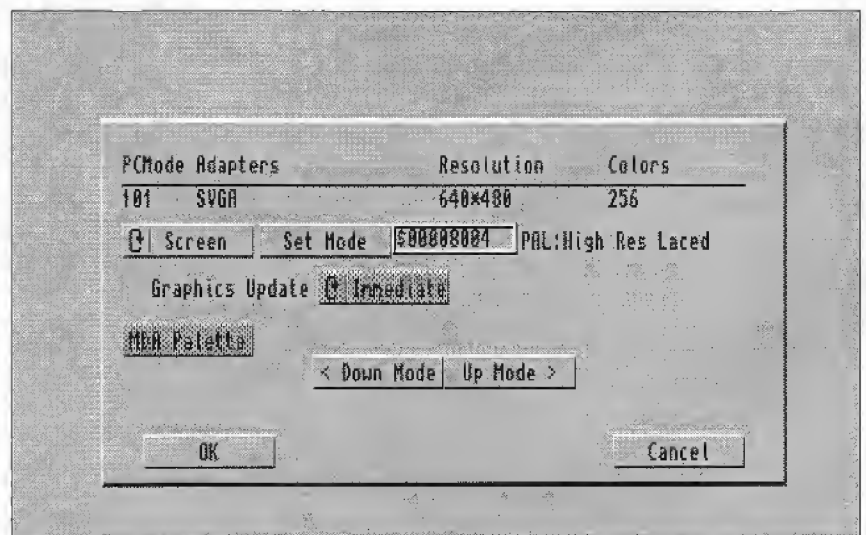 PCMode Adapters Resolution Colors
101 SVGA 640×480 256
Screen Set Mode $00008004 PAL:High Res Laced
Graphics Update Immediate
MDA Palette
< Down Mode Up Mode >
OK Cancel